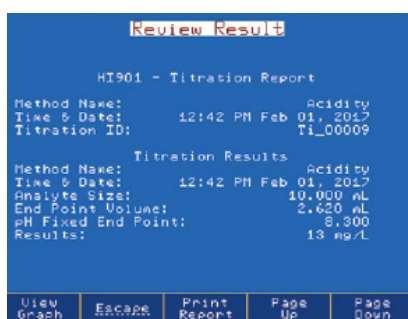 Review Result
HI901 - Titration Report
Method Name: Acidity
Time & Date: 12:42 PM Feb 01, 2017
Titration ID: Ti_00009
Titration Results
Method Name: Acidity
Time & Date: 12:42 PM Feb 01, 2017
Analyte Size: 10.000 mL
End Point Volume: 2.620 mL
pH Fixed End Point: 8.300
Results: 13 mg/L
View Graph
Escape
Print Report
Page Up
Page Down